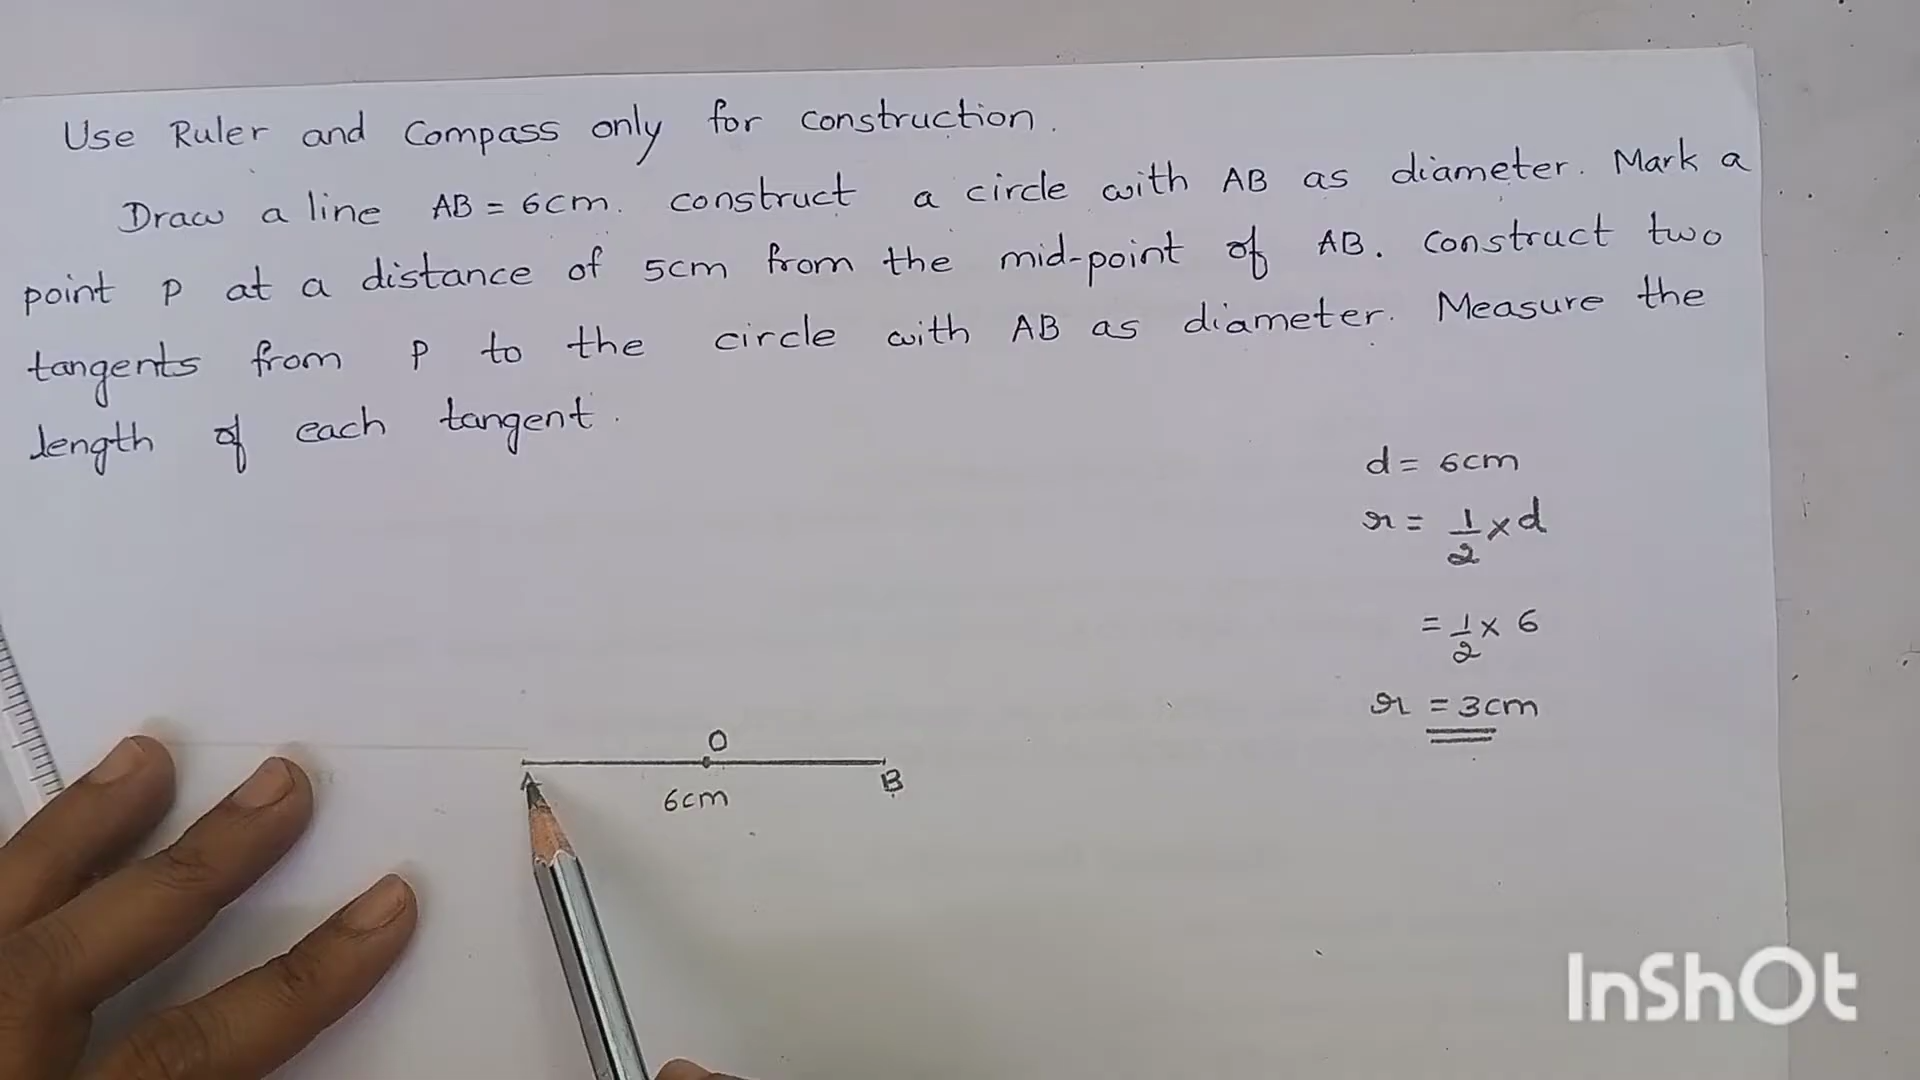 Use Ruler and Compass only for construction.
Draw a line AB = 6cm. construct a circle with AB as diameter. Mark a
point P at a distance of 5cm from the mid-point of AB. Construct two
tangents from P to the circle with AB as diameter. Measure the
length of each tangent.
d = 6cm
r = 1/2 × d
= 1/2 × 6
r = 3cm
O
A B
6cm
InShOt